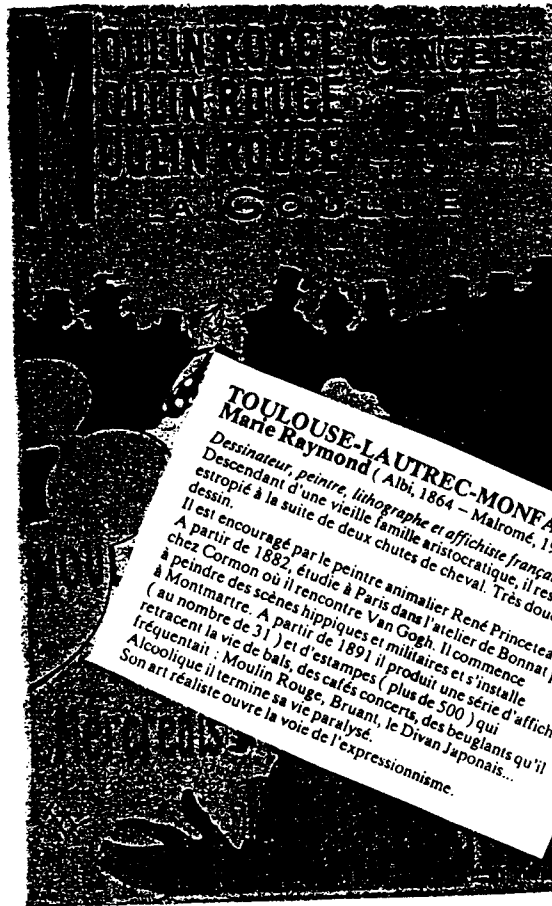 MOULIN ROUGE CONCERT
MOULIN ROUGE BAL
MOULIN ROUGE
LA GOULUE
TOULOUSE-LAUTREC-MONFA
Marie Raymond ( Albi, 1864 – Malromé, 19
Dessinateur, peintre, lithographe et affichiste frança
Descendant d'une vieille famille aristocratique, il res
estropié à la suite de deux chutes de cheval. Très dou
dessin.
Il est encouragé par le peintre animalier René Princetea
A partir de 1882, étudie à Paris dans l'atelier de Bonnat p
chez Cormon où il rencontre Van Gogh. Il commence
à peindre des scènes hippiques et militaires et s'installe
à Montmartre. A partir de 1891 il produit une série d'affich
( au nombre de 31 ) et d'estampes ( plus de 500 ) qui
retracent la vie de bals, des cafés concerts, des beuglants qu'il
fréquentait : Moulin Rouge, Bruant, le Divan Japonais...
Alcoolique il termine sa vie paralysé.
Son art réaliste ouvre la voie de l'expressionnisme.